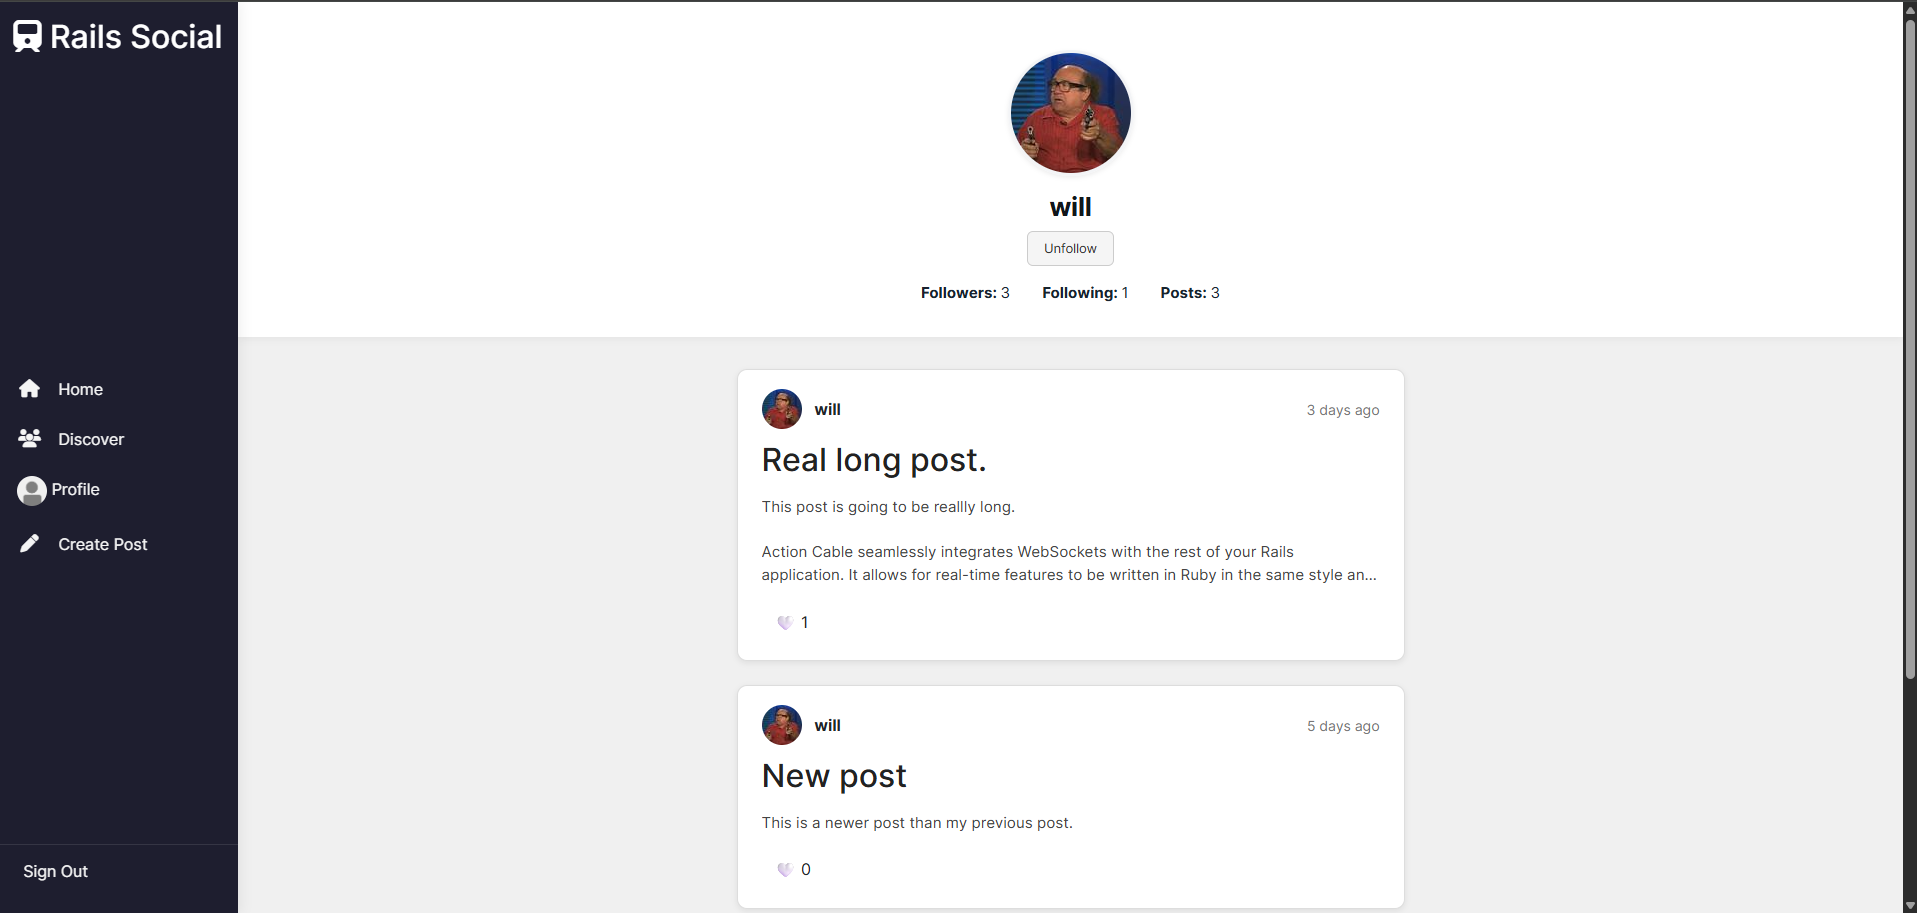 Rails Social
Home
Discover
Profile
Create Post
Sign Out
will
Unfollow
Followers: 3 Following: 1 Posts: 3
will 3 days ago
Real long post.
This post is going to be reallly long.
Action Cable seamlessly integrates WebSockets with the rest of your Rails
application. It allows for real-time features to be written in Ruby in the same style an...
1
will 5 days ago
New post
This is a newer post than my previous post.
0